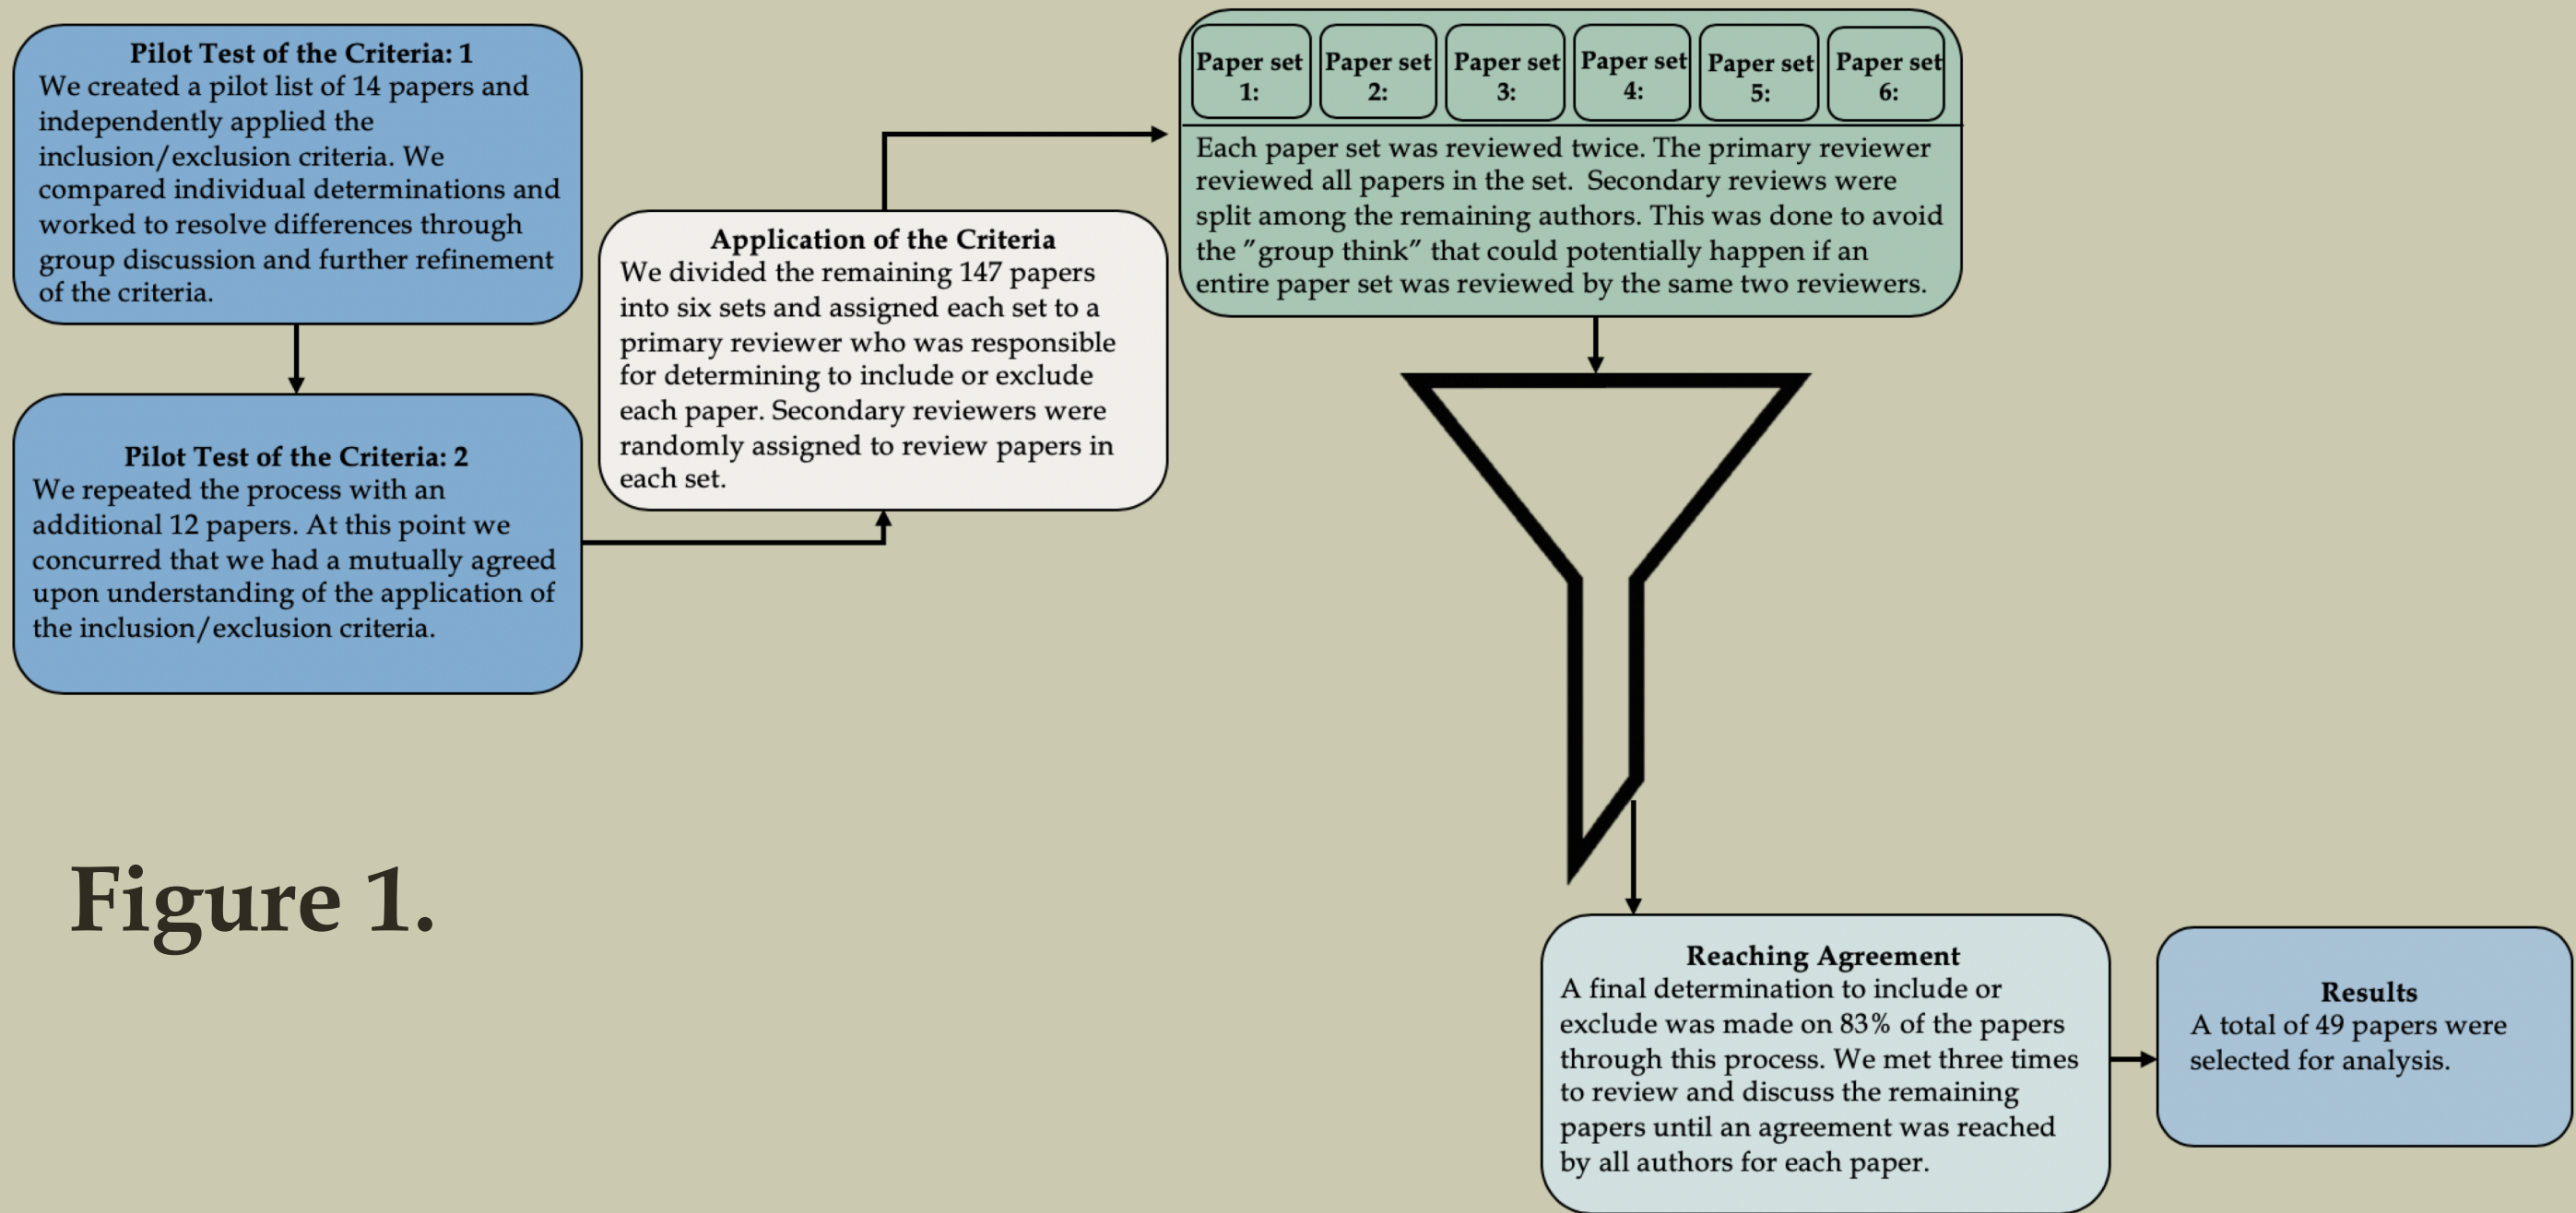 Pilot Test of the Criteria: 1
We created a pilot list of 14 papers and
independently applied the
inclusion/exclusion criteria. We
compared individual determinations and
worked to resolve differences through
group discussion and further refinement
of the criteria.
Pilot Test of the Criteria: 2
We repeated the process with an
additional 12 papers. At this point we
concurred that we had a mutually agreed
upon understanding of the application of
the inclusion/exclusion criteria.
Application of the Criteria
We divided the remaining 147 papers
into six sets and assigned each set to a
primary reviewer who was responsible
for determining to include or exclude
each paper. Secondary reviewers were
randomly assigned to review papers in
each set.
Paper set
1:
Paper set
2:
Paper set
3:
Paper set
4:
Paper set
5:
Paper set
6:
Each paper set was reviewed twice. The primary reviewer
reviewed all papers in the set.  Secondary reviews were
split among the remaining authors. This was done to avoid
the "group think" that could potentially happen if an
entire paper set was reviewed by the same two reviewers.
Reaching Agreement
A final determination to include or
exclude was made on 83% of the papers
through this process. We met three times
to review and discuss the remaining
papers until an agreement was reached
by all authors for each paper.
Results
A total of 49 papers were
selected for analysis.
Figure 1.